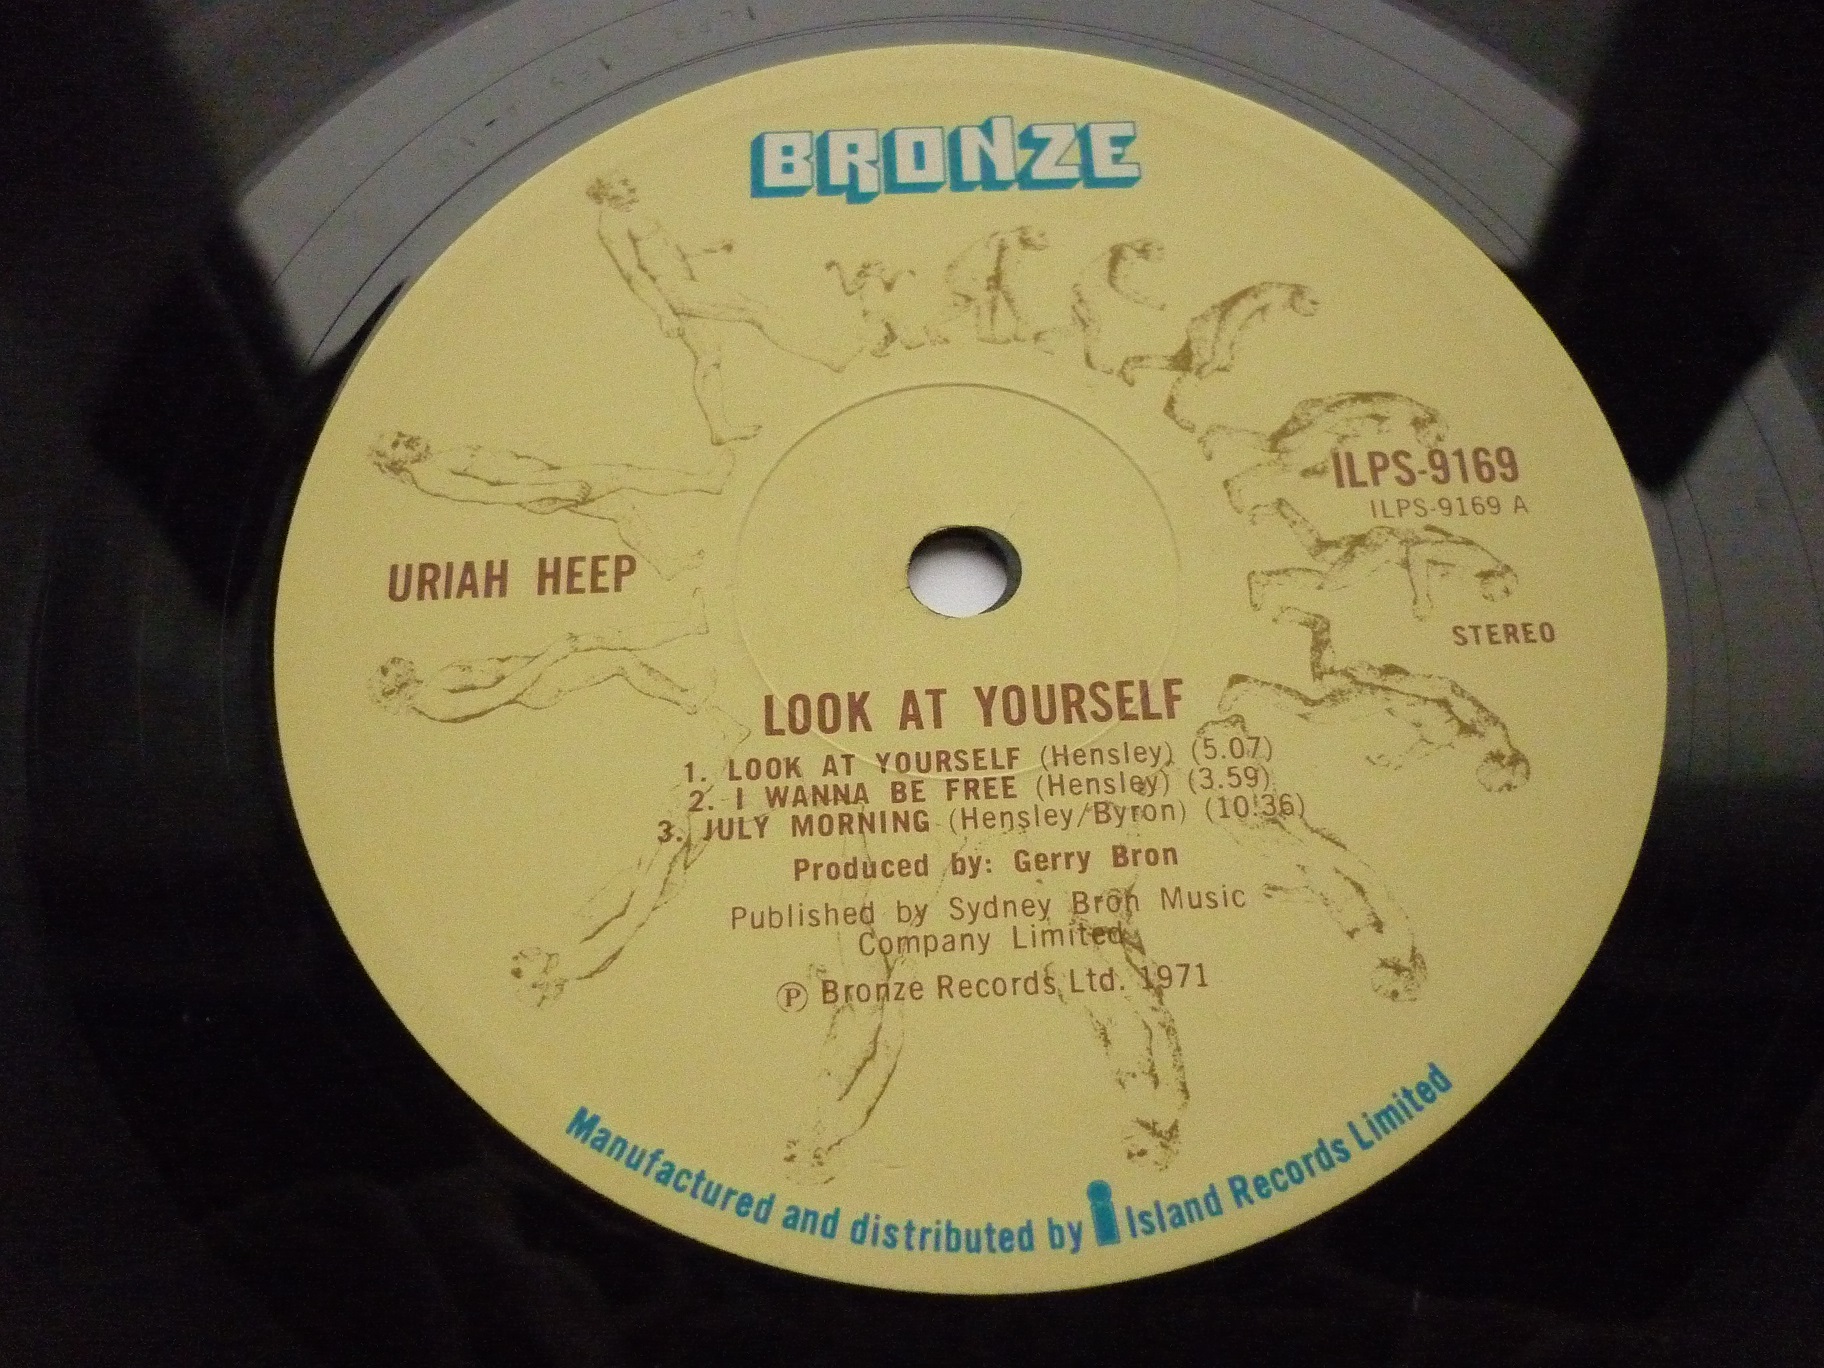 BRONZE
ILPS-9169
ILPS-9169 A
URIAH HEEP
STEREO
LOOK AT YOURSELF
1. LOOK AT YOURSELF (Hensley) (5.07)
2. I WANNA BE FREE (Hensley) (3.59)
3. JULY MORNING (Hensley/Byron) (10.36)
Produced by: Gerry Bron
Published by Sydney Bron Music
Company Limited
℗ Bronze Records Ltd. 1971
Manufactured and distributed by i Island Records Limited